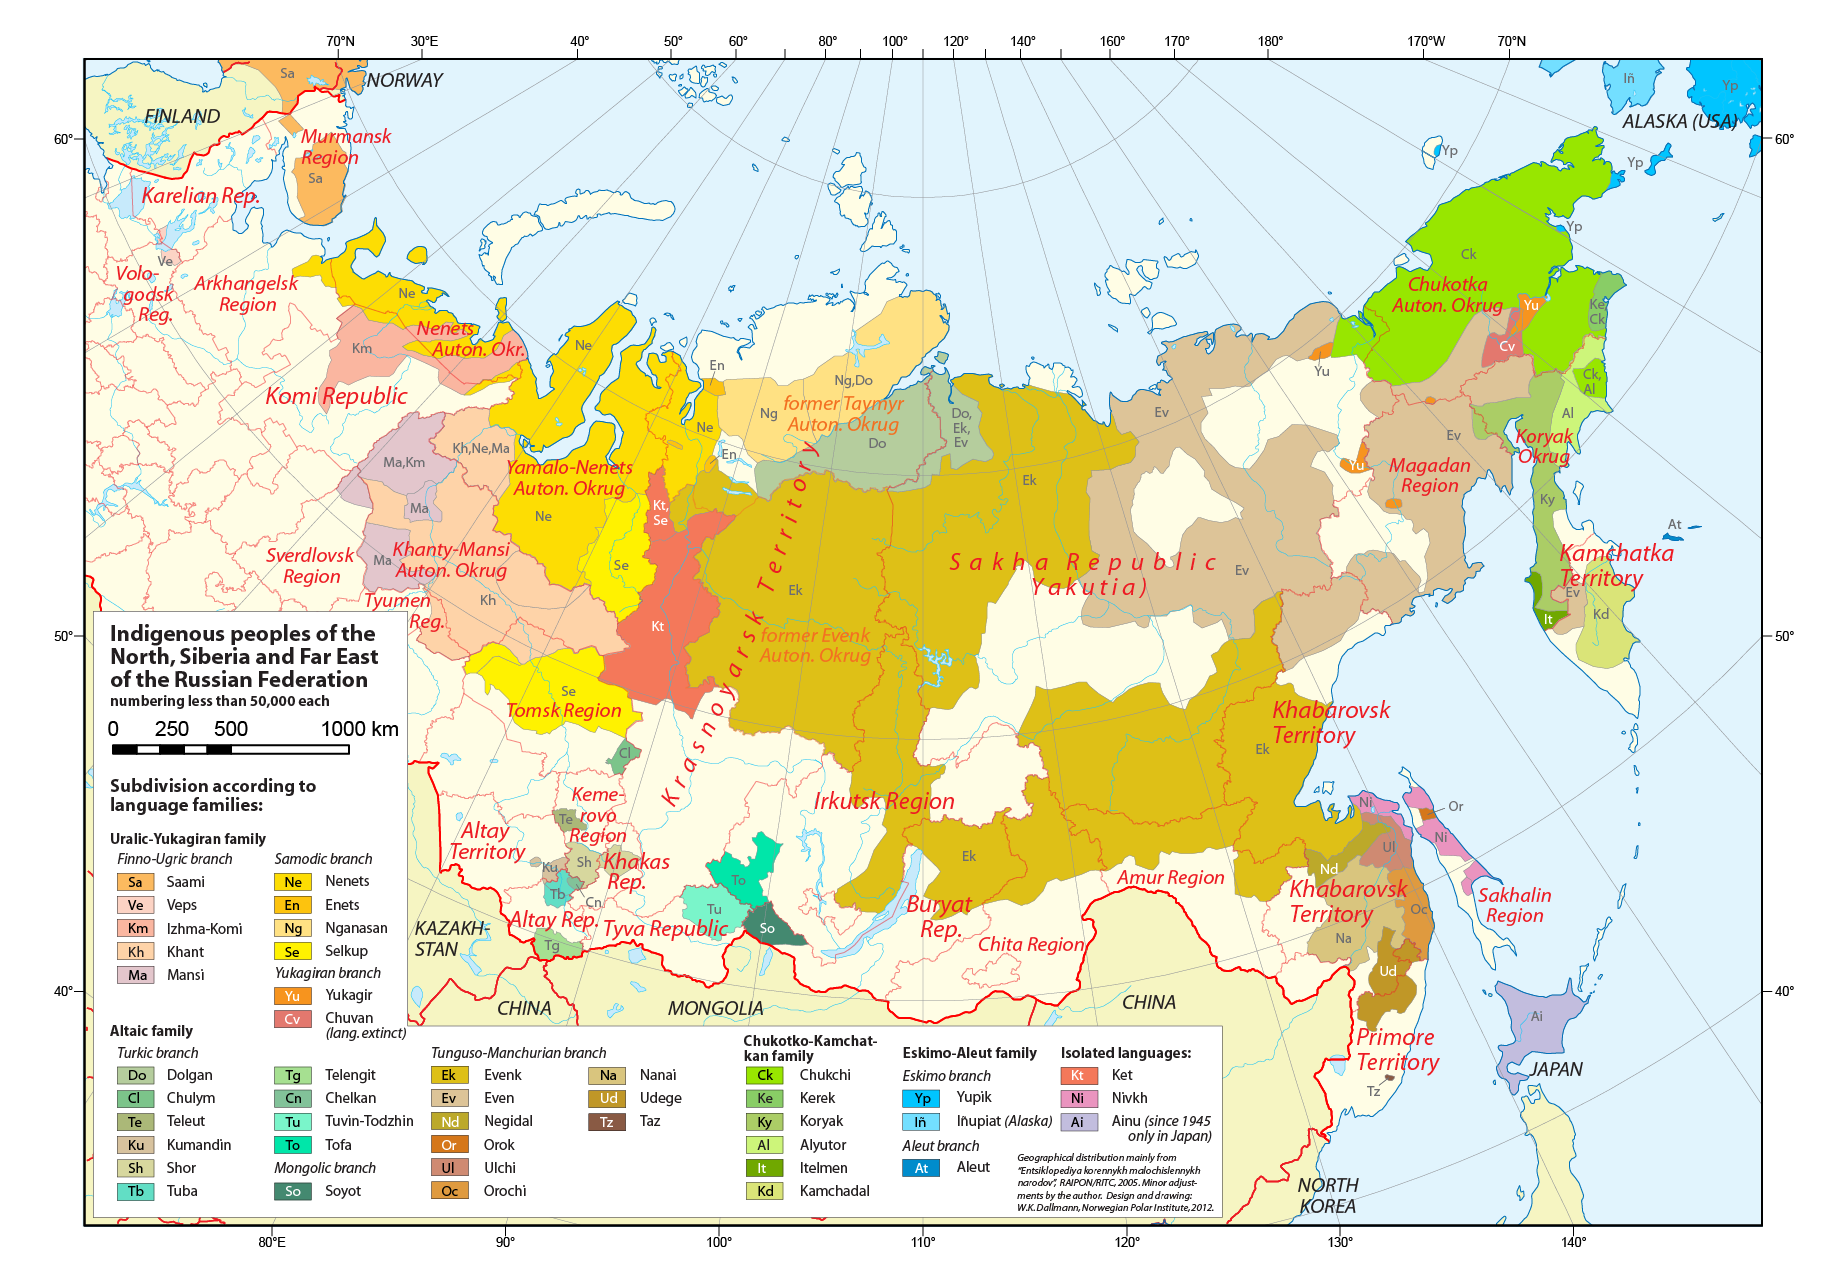 70°N 30°E 40° 50° 60° 80° 100° 120° 140° 160° 170° 180° 170°W 70°N
60°
50°
40°
60°
50°
40°
80°E 90° 100° 110° 120° 130° 140°
Sa
NORWAY
FINLAND
Murmansk
Region
Sa
Karelian Rep.
Ve
Volo-
godsk
Reg.
Arkhangelsk
Region
Ne
Nenets
Auton. Okr.
Km
Komi Republic
Ne
Ma,Km
Kh,Ne,Ma
Yamalo-Nenets
Auton. Okrug
Ne
Ma
Ma
Khanty-Mansi
Auton. Okrug
Kh
Sverdlovsk
Region
Tyumen
Reg.
Se
Kt,
Se
Kt
En
Ne
En
Ng
Ng,Do
former Taymyr
Auton. Okrug
Do
Do,
Ek,
Ev
Ek
Krasnoyarsk Territory
Ek
former Evenk
Auton. Okrug
Sakha Republic
Yakutia)
Ev
Ev
Yu
Ck
Chukotka
Auton. Okrug
Yu
Cv
Ke
Ck
Ck,
Al
Al
Ev
Koryak
Okrug
Yu
Magadan
Region
Ky
Al
Kamchatka
Territory
Ev
Kd
It
At
Iñ
Yp
ALASKA (USA)
Yp
Yp
Yp
Se
Tomsk Region
Cl
Keme-
rovo
Region
Te
Altay
Territory
Sh
Ku
Khakas
Rep.
Tb
Cn
Altay Rep.
Tg
Tyva Republic
To
Tu
So
Irkutsk Region
Ek
Buryat
Rep.
Chita Region
Amur Region
Khabarovsk
Territory
Ek
Ni
Or
Ni
Ul
Nd
Khabarovsk
Territory
Oc
Na
Ud
Sakhalin
Region
Primore
Territory
Tz
Ai
JAPAN
NORTH
KOREA
CHINA
MONGOLIA
CHINA
KAZAKH-
STAN
Indigenous peoples of the
North, Siberia and Far East
of the Russian Federation
numbering less than 50,000 each
0 250 500 1000 km
Subdivision according to
language families:
Uralic-Yukagiran family
Finno-Ugric branch
Sa Saami
Ve Veps
Km Izhma-Komi
Kh Khant
Ma Mansi
Samodic branch
Ne Nenets
En Enets
Ng Nganasan
Se Selkup
Yukagiran branch
Yu Yukagir
Cv Chuvan
(lang. extinct)
Altaic family
Turkic branch
Do Dolgan
Cl Chulym
Te Teleut
Ku Kumandin
Sh Shor
Tb Tuba
Tg Telengit
Cn Chelkan
Tu Tuvin-Todzhin
To Tofa
Mongolic branch
So Soyot
Tunguso-Manchurian branch
Ek Evenk
Ev Even
Nd Negidal
Or Orok
Ul Ulchi
Oc Orochi
Na Nanai
Ud Udege
Tz Taz
Chukotko-Kamchat-
kan family
Ck Chukchi
Ke Kerek
Ky Koryak
Al Alyutor
It Itelmen
Kd Kamchadal
Eskimo-Aleut family
Eskimo branch
Yp Yupik
Iñ Iñupiat (Alaska)
Aleut branch
At Aleut
Isolated languages:
Kt Ket
Ni Nivkh
Ai Ainu (since 1945
only in Japan)
Geographical distribution mainly from
"Entsiklopediya korennykh malochislennykh
narodov", RAIPON/RITC, 2005. Minor adjust-
ments by the author. Design and drawing:
W.K. Dallmann, Norwegian Polar Institute, 2012.